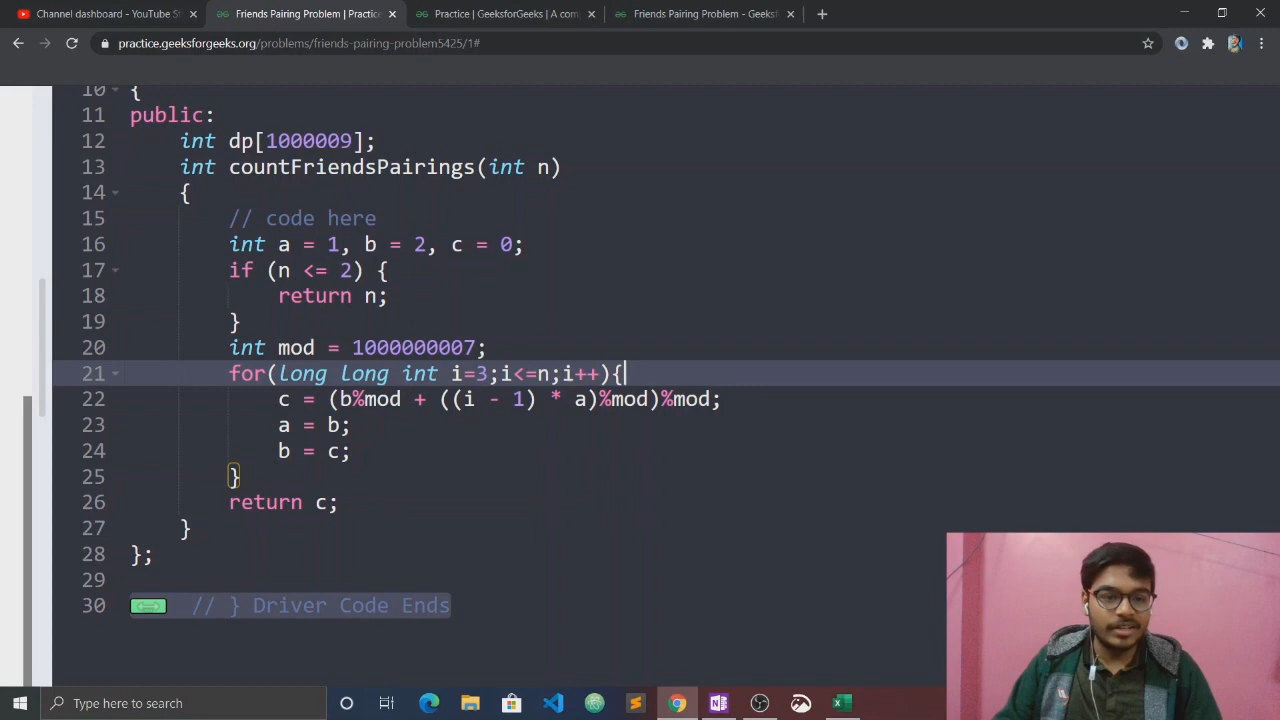 Channel dashboard - YouTube S
Friends Pairing Problem | Practice
Practice | GeeksforGeeks | A com
Friends Pairing Problem - Geeksf
practice.geeksforgeeks.org/problems/friends-pairing-problem5425/1#
10 {
11 public:
12 int dp[1000009];
13 int countFriendsPairings(int n)
14 {
15 // code here
16 int a = 1, b = 2, c = 0;
17 if (n <= 2) {
18 return n;
19 }
20 int mod = 1000000007;
21 for(long long int i=3;i<=n;i++){
22 c = (b%mod + ((i - 1) * a)%mod)%mod;
23 a = b;
24 b = c;
25 }
26 return c;
27 }
28 };
29
30 // } Driver Code Ends
Type here to search